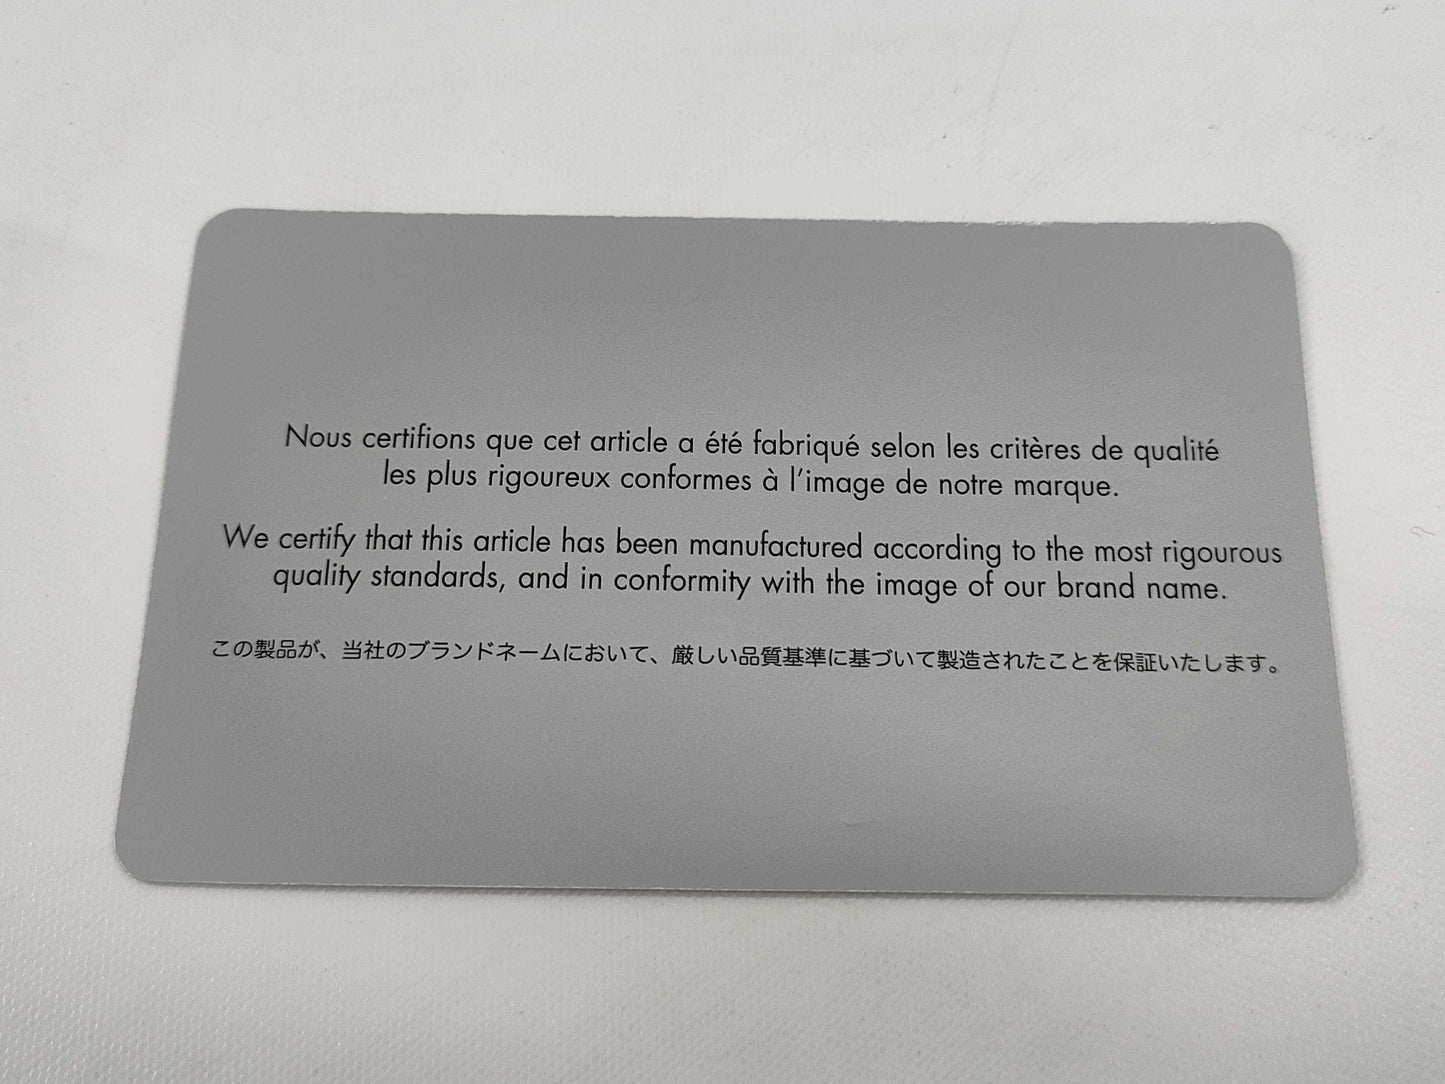 Nous certifions que cet article a été fabriqué selon les critères de qualité
les plus rigoureux conformes à l'image de notre marque.
We certify that this article has been manufactured according to the most rigourous
quality standards, and in conformity with the image of our brand name.
この製品が、当社のブランドネームにおいて、厳しい品質基準に基づいて製造されたことを保証いたします。